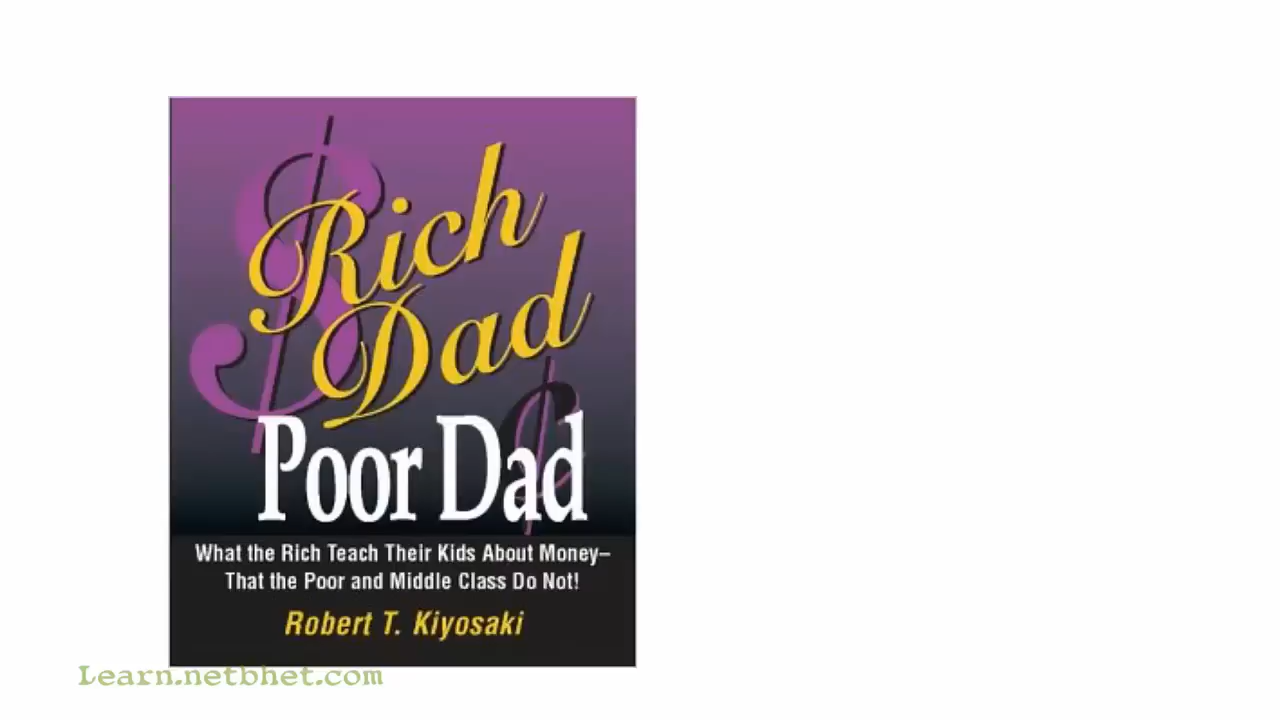 Rich
Dad
Poor Dad
What the Rich Teach Their Kids About Money–
That the Poor and Middle Class Do Not!
Robert T. Kiyosaki
Learn.netbhet.com